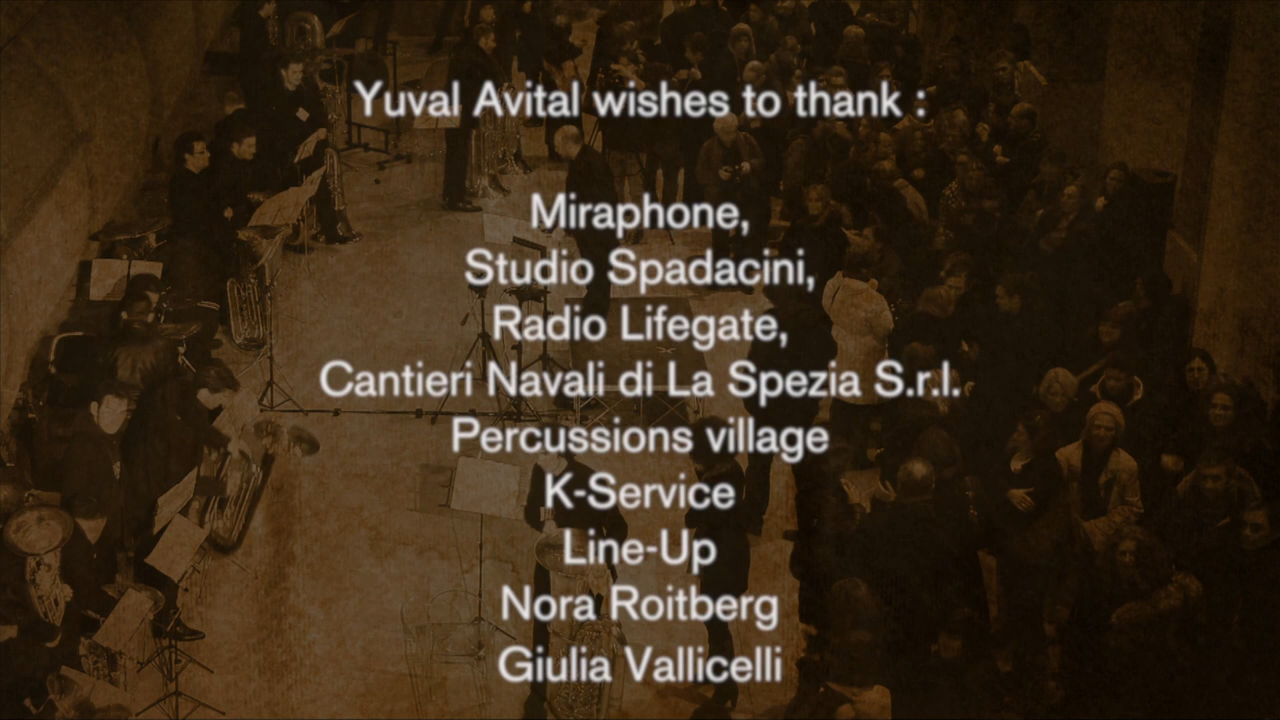 Yuval Avital wishes to thank :
Miraphone,
Studio Spadacini,
Radio Lifegate,
Cantieri Navali di La Spezia S.r.l.
Percussions village
K-Service
Line-Up
Nora Roitberg
Giulia Vallicelli